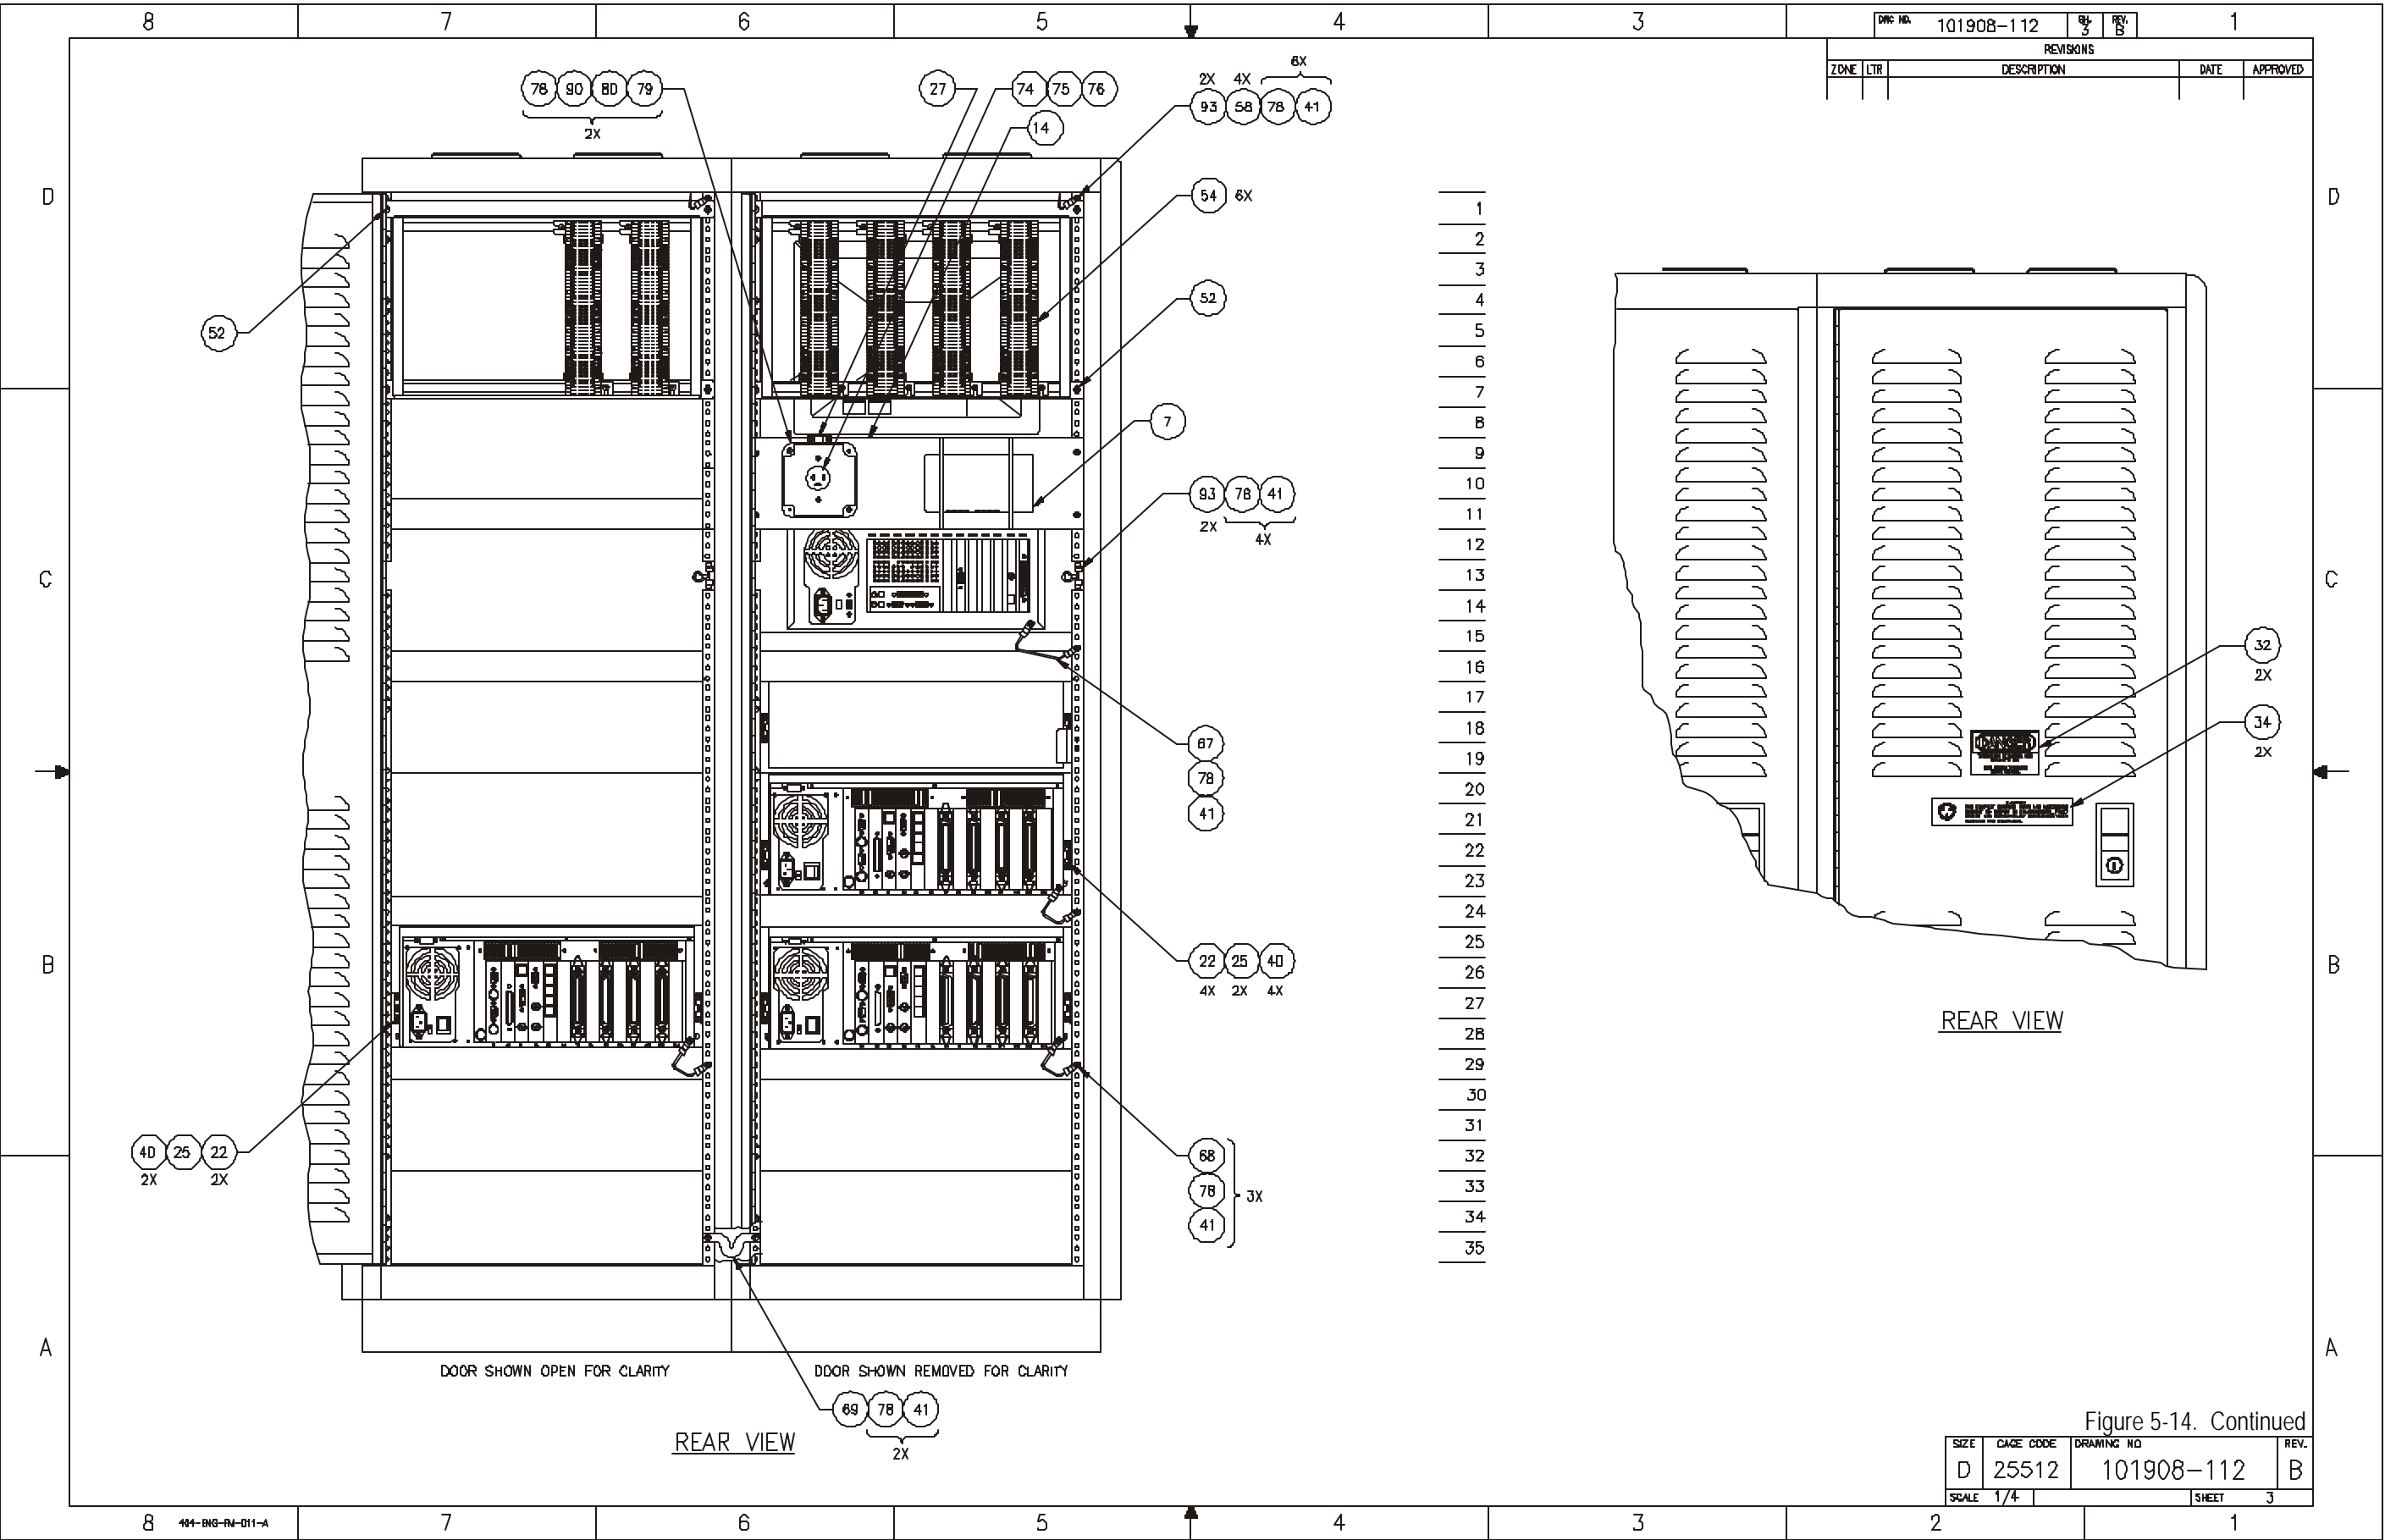 8 7 6 5 4 3 1
DWG NO. 101908-112 SH. 3 REV. B
REVISIONS
ZONE LTR DESCRIPTION DATE APPROVED
78 90 80 79
2X
27
74 75 76
14
6X
2X 4X
93 58 78 41
D
D
54 6X
52
52
7
93 78 41
2X
4X
C
C
67
78
41
22 25 40
4X 2X 4X
B
B
40 25 22
2X 2X
68
78
41
3X
1
2
3
4
5
6
7
8
9
10
11
12
13
14
15
16
17
18
19
20
21
22
23
24
25
26
27
28
29
30
31
32
33
34
35
32
2X
34
2X
DANGER
REAR VIEW
A
A
DOOR SHOWN OPEN FOR CLARITY
DOOR SHOWN REMOVED FOR CLARITY
69 78 41
2X
REAR VIEW
Figure 5-14. Continued
SIZE CAGE CODE DRAWING NO REV.
D 25512 101908-112 B
SCALE 1/4 SHEET 3
8 7 6 5 4 3 2 1